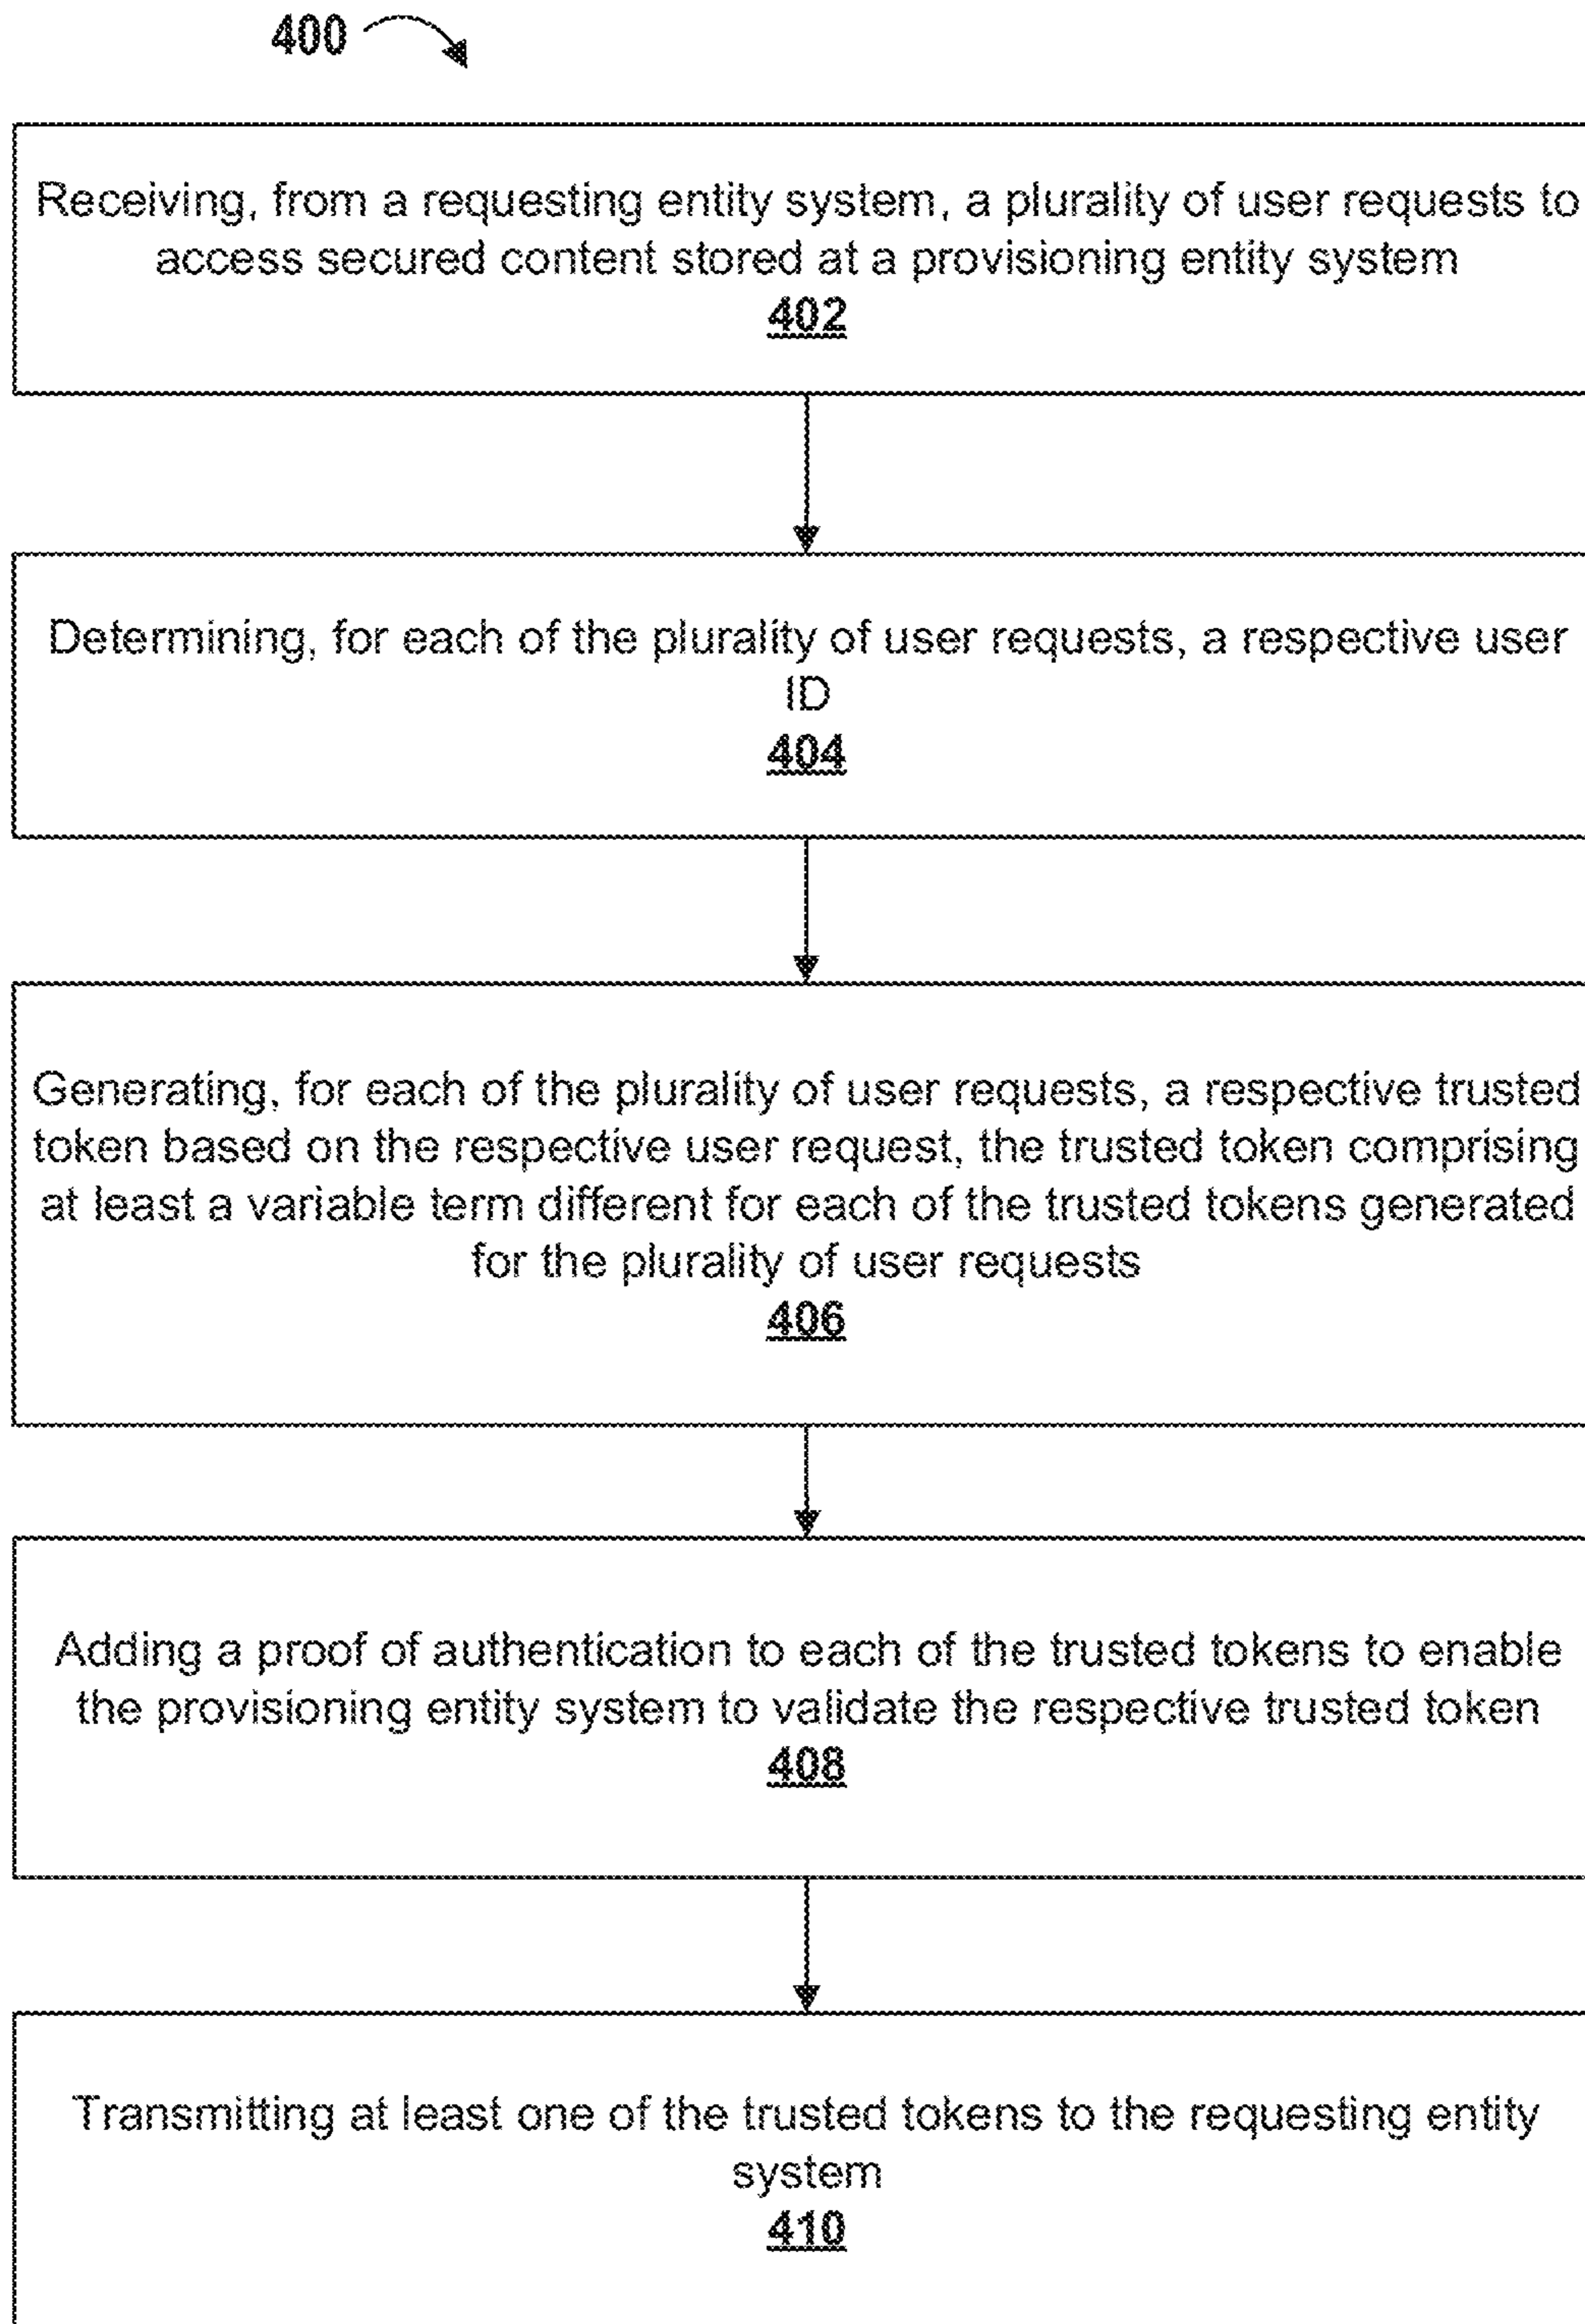 400
Receiving, from a requesting entity system, a plurality of user requests to
access secured content stored at a provisioning entity system
402
Determining, for each of the plurality of user requests, a respective user
ID
404
Generating, for each of the plurality of user requests, a respective trusted
token based on the respective user request, the trusted token comprising
at least a variable term different for each of the trusted tokens generated
for the plurality of user requests
406
Adding a proof of authentication to each of the trusted tokens to enable
the provisioning entity system to validate the respective trusted token
408
Transmitting at least one of the trusted tokens to the requesting entity
system
410